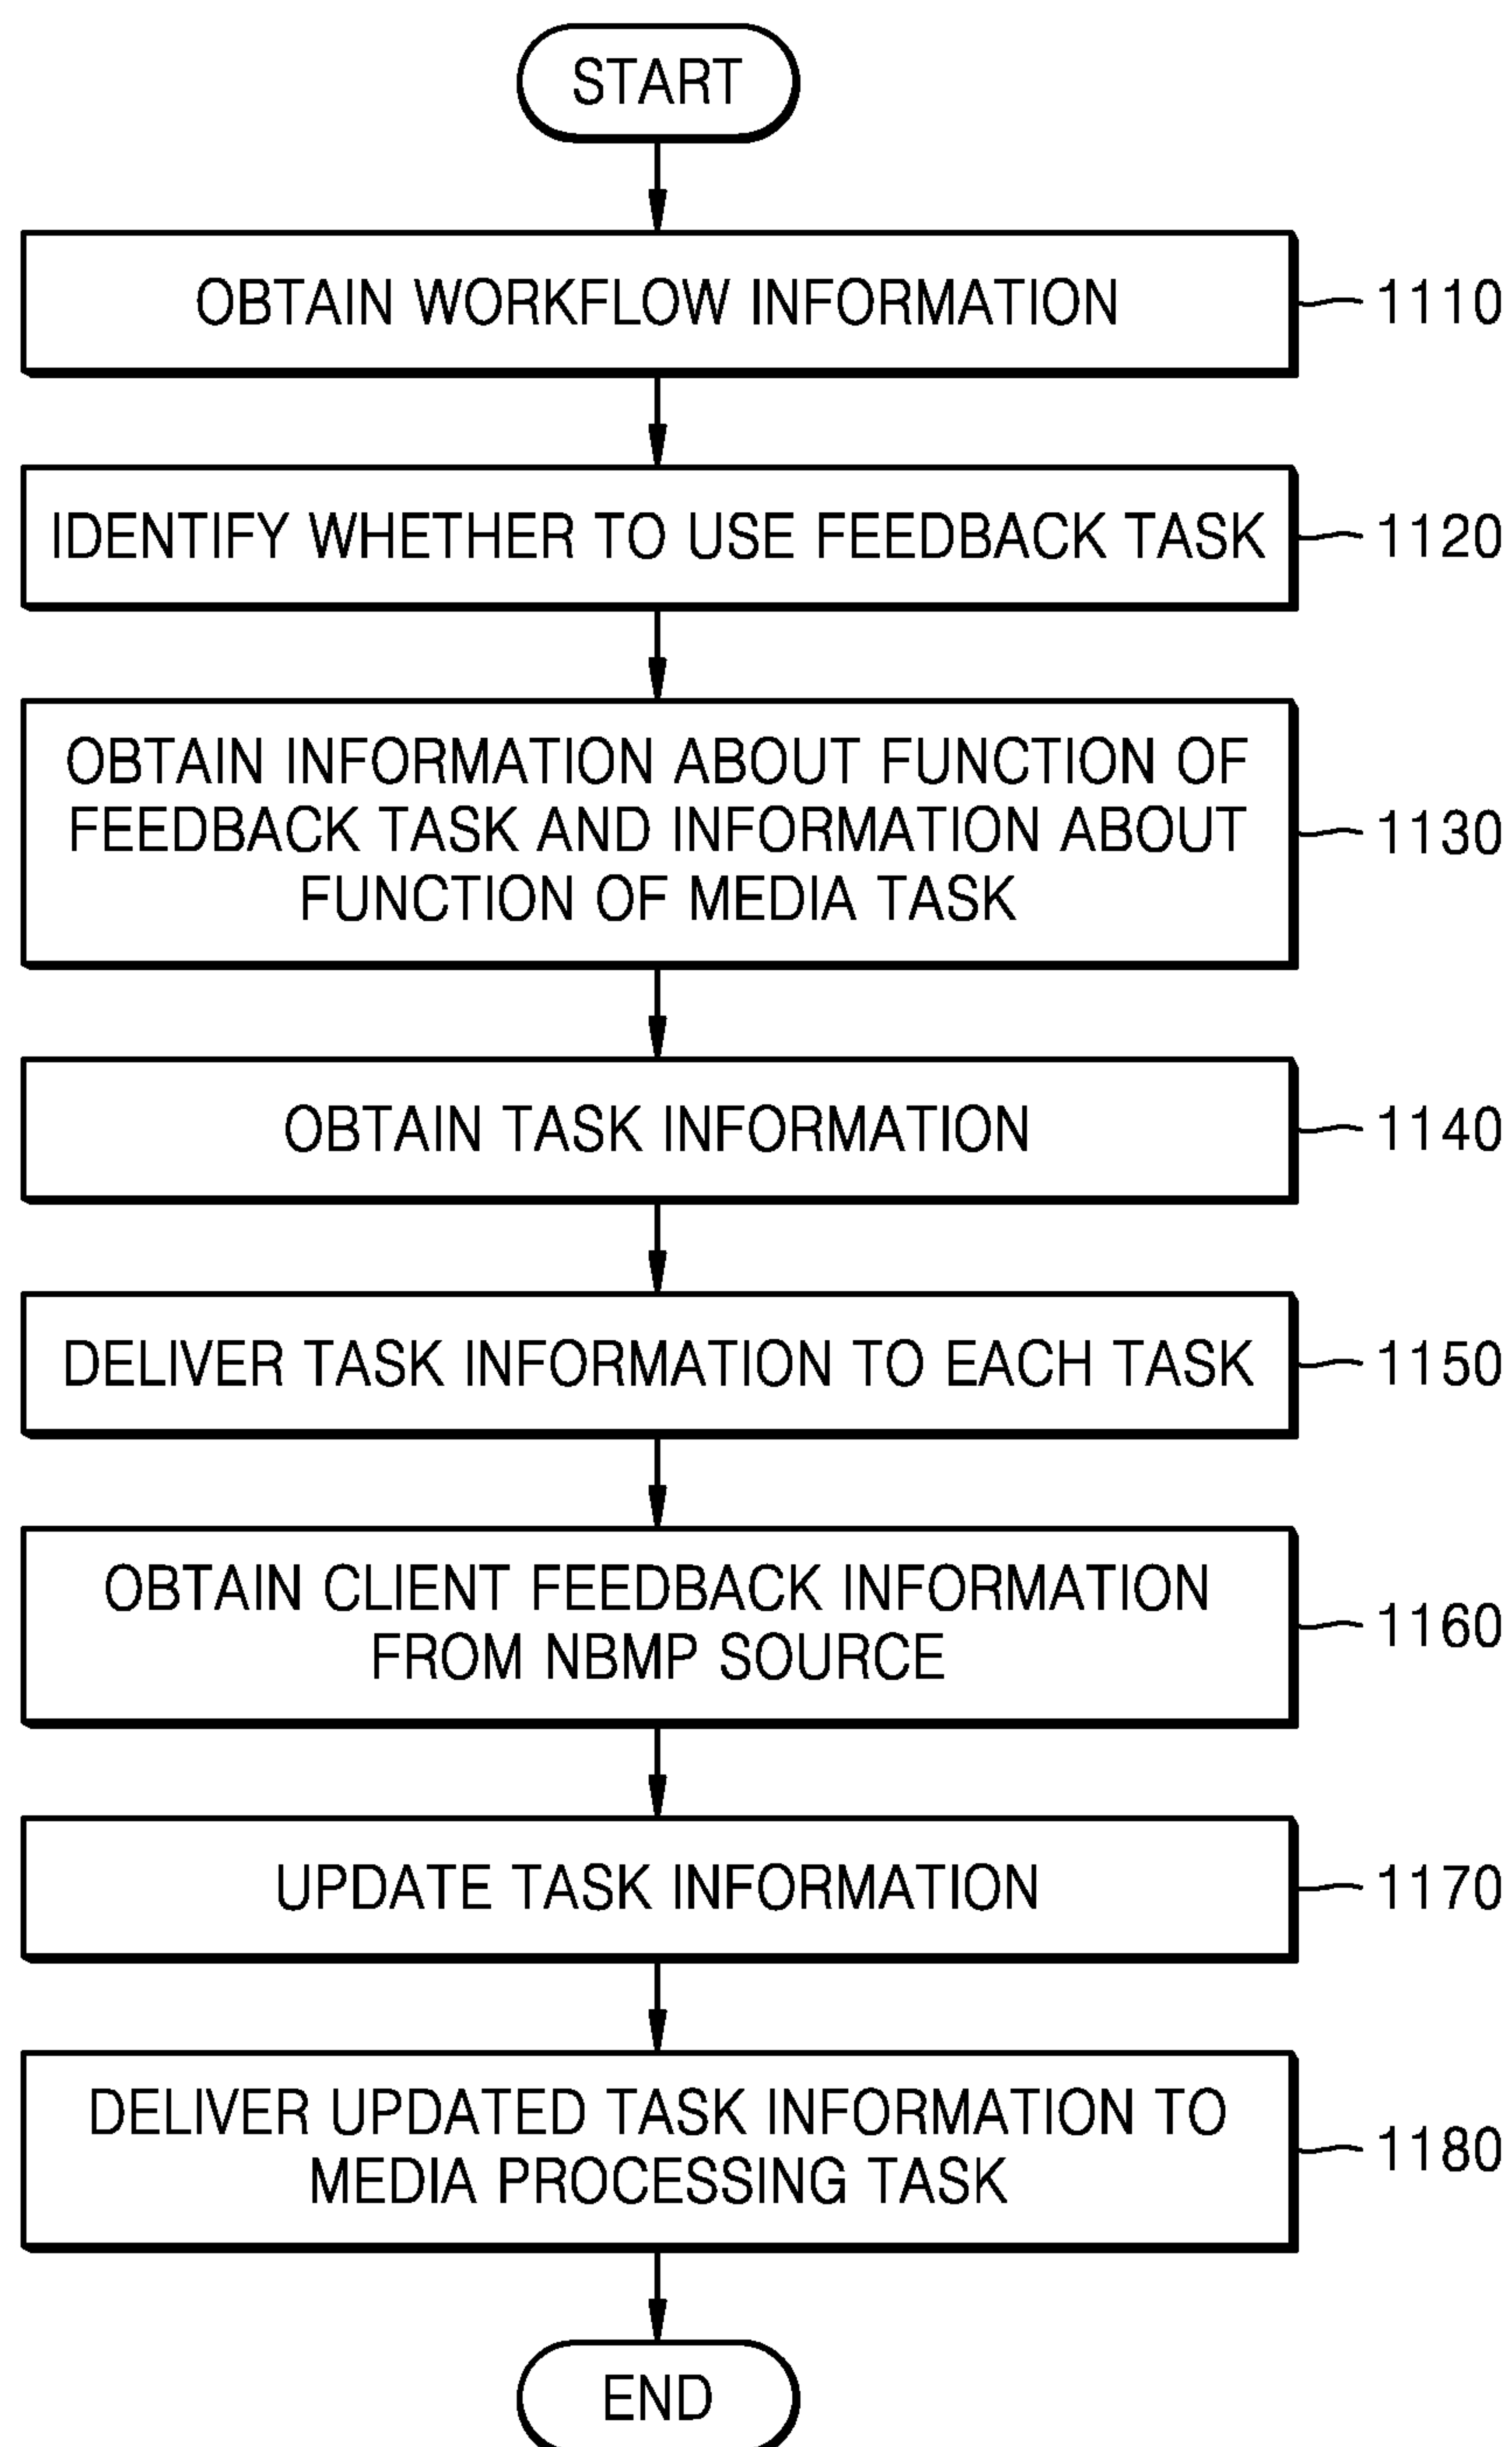 START
OBTAIN WORKFLOW INFORMATION
1110
IDENTIFY WHETHER TO USE FEEDBACK TASK
1120
OBTAIN INFORMATION ABOUT FUNCTION OF
FEEDBACK TASK AND INFORMATION ABOUT
FUNCTION OF MEDIA TASK
1130
OBTAIN TASK INFORMATION
1140
DELIVER TASK INFORMATION TO EACH TASK
1150
OBTAIN CLIENT FEEDBACK INFORMATION
FROM NBMP SOURCE
1160
UPDATE TASK INFORMATION
1170
DELIVER UPDATED TASK INFORMATION TO
MEDIA PROCESSING TASK
1180
END